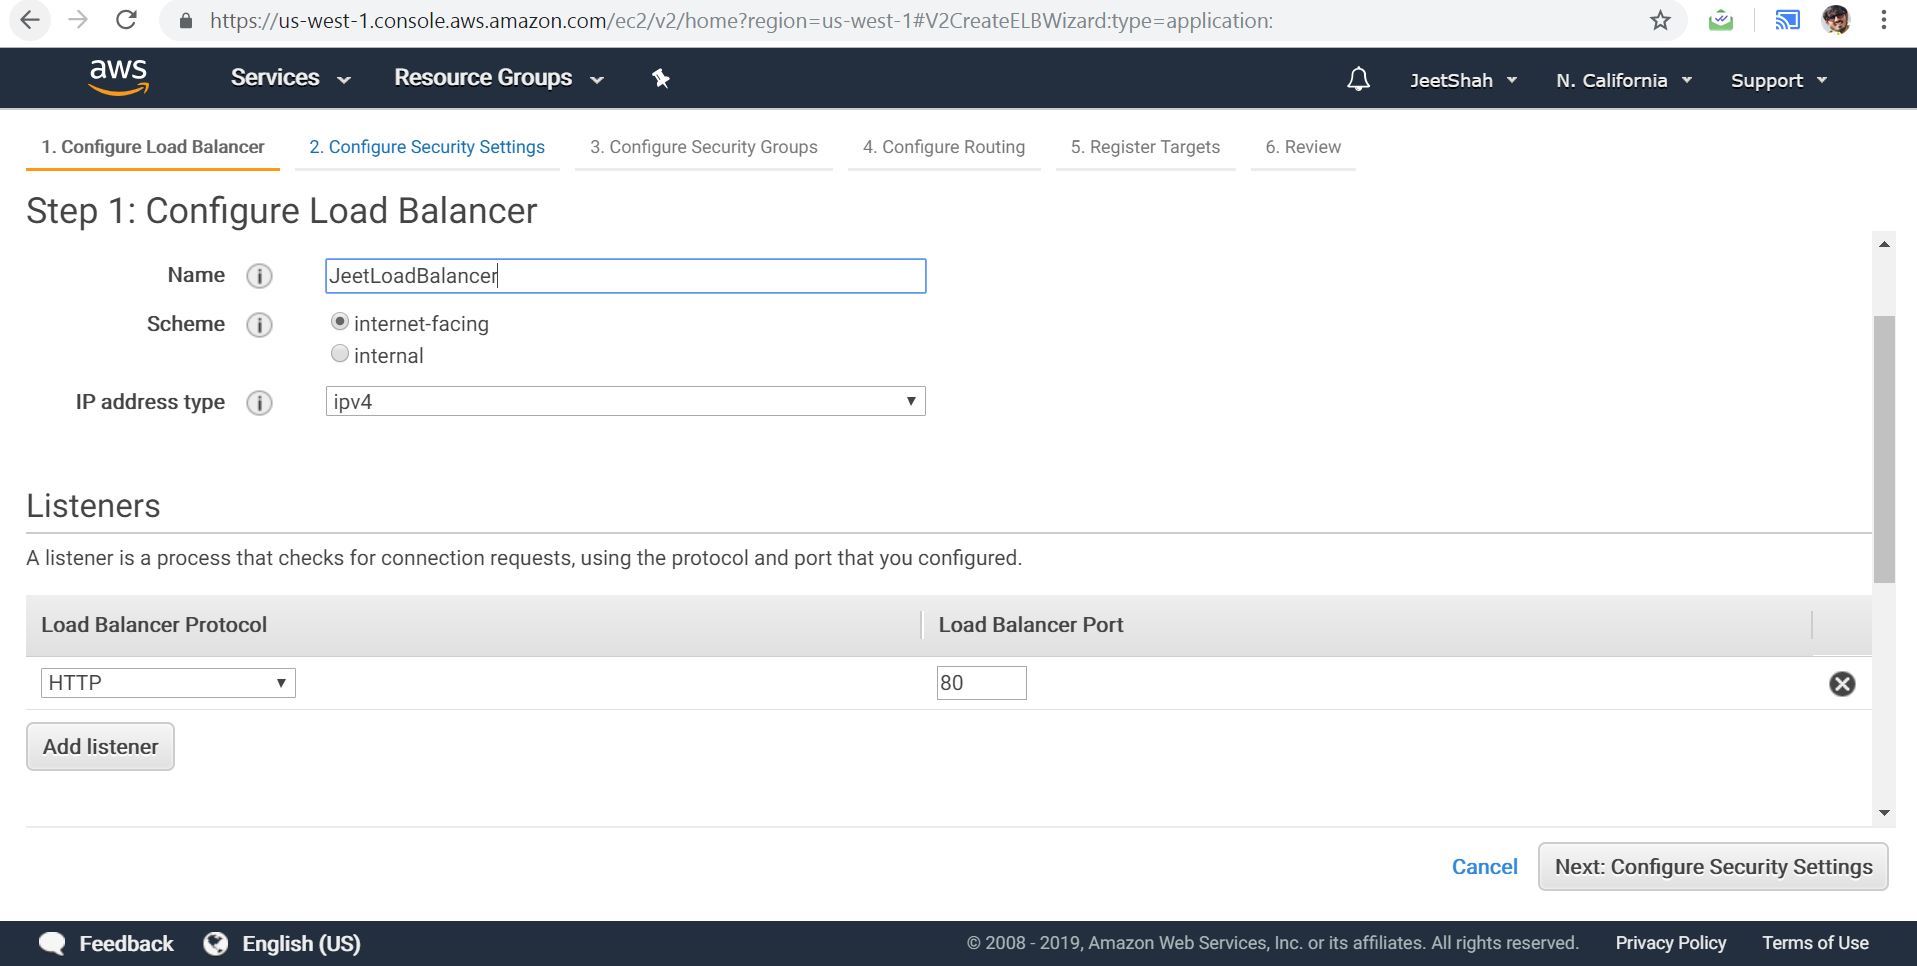 https://us-west-1.console.aws.amazon.com/ec2/v2/home?region=us-west-1#V2CreateELBWizard:type=application:
aws Services Resource Groups JeetShah N. California Support
1. Configure Load Balancer 2. Configure Security Settings 3. Configure Security Groups 4. Configure Routing 5. Register Targets 6. Review
Step 1: Configure Load Balancer
Name i JeetLoadBalancer
Scheme i internet-facing
internal
IP address type i ipv4
Listeners
A listener is a process that checks for connection requests, using the protocol and port that you configured.
Load Balancer Protocol Load Balancer Port
HTTP 80
Add listener
Cancel Next: Configure Security Settings
Feedback English (US) © 2008 - 2019, Amazon Web Services, Inc. or its affiliates. All rights reserved. Privacy Policy Terms of Use